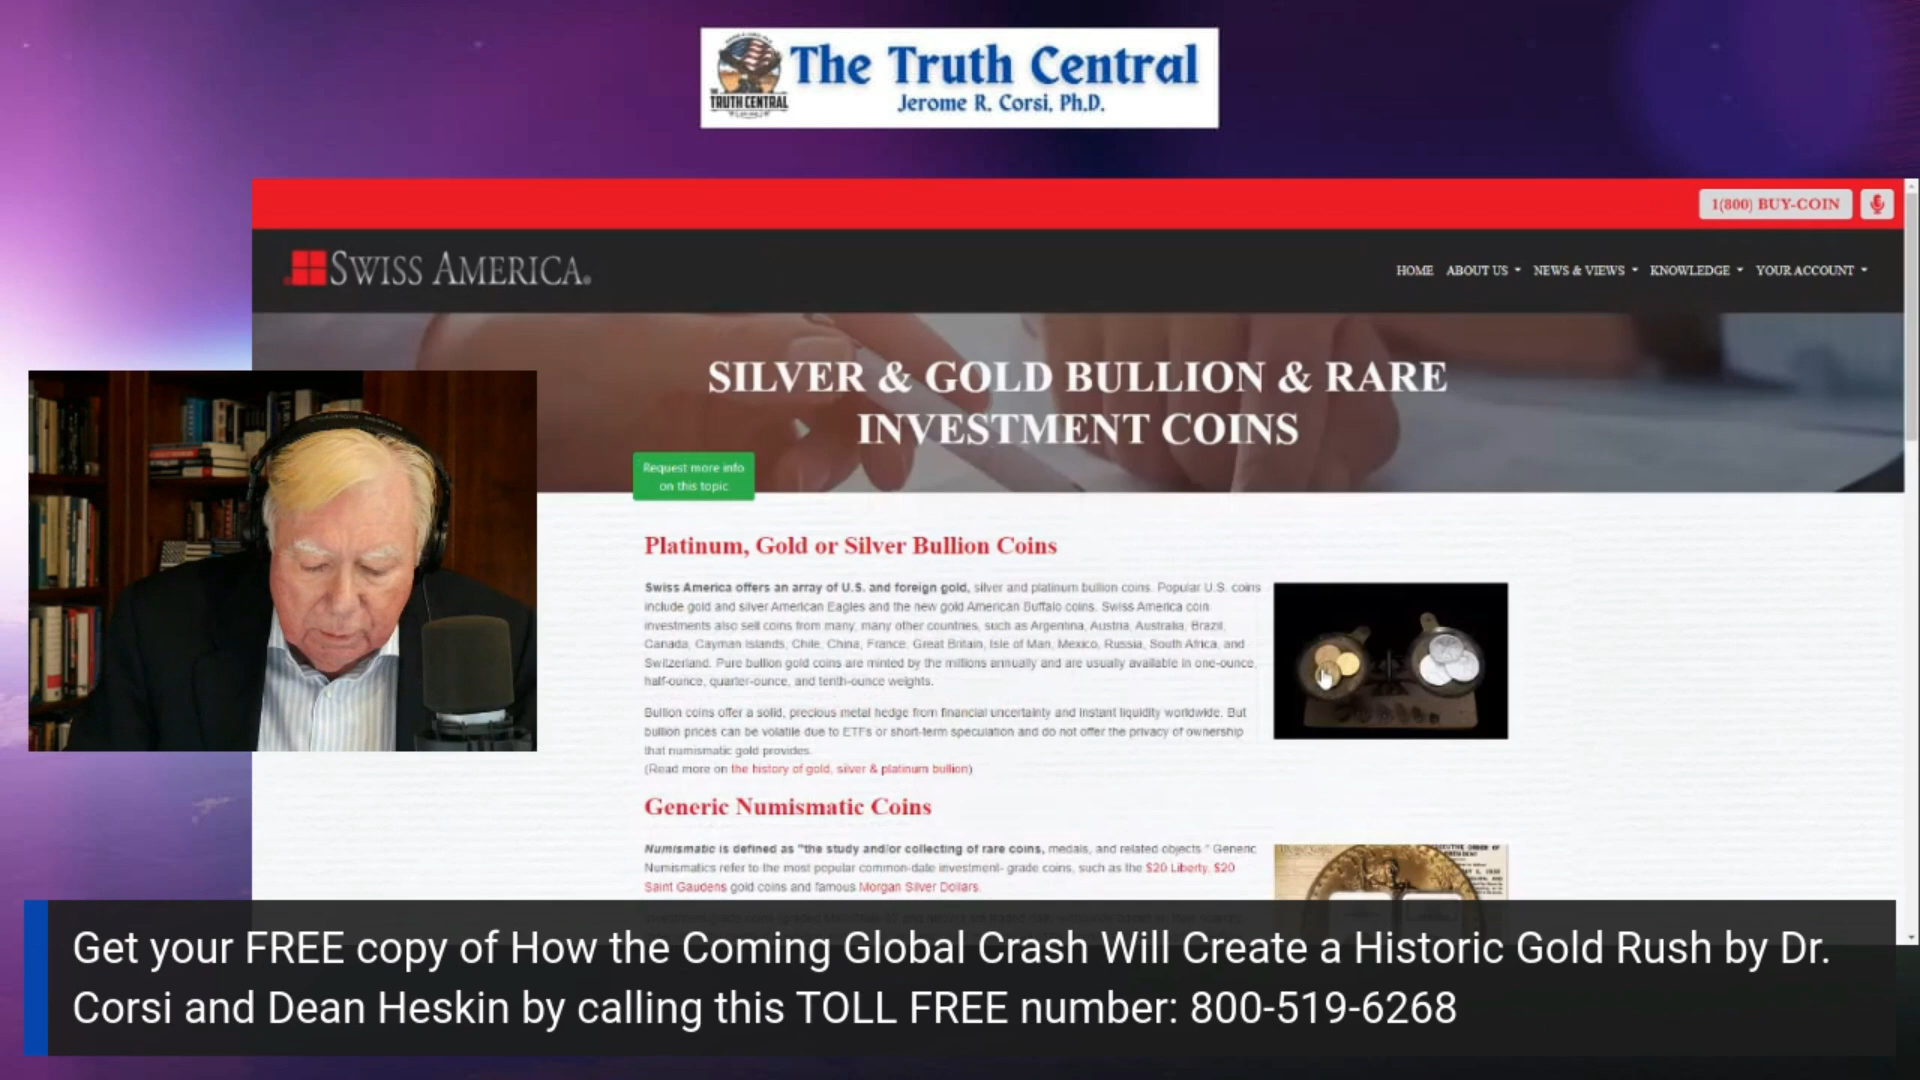 The Truth Central
TRUTH CENTRAL
Jerome R. Corsi, Ph.D.
1(800) BUY-COIN
SWISS AMERICA
HOME ABOUT US NEWS & VIEWS KNOWLEDGE YOUR ACCOUNT
SILVER & GOLD BULLION & RARE
INVESTMENT COINS
Request more info
on this topic
Platinum, Gold or Silver Bullion Coins
Swiss America offers an array of U.S. and foreign gold, silver and platinum bullion coins. Popular U.S. coins
include gold and silver American Eagles and the new gold American Buffalo coins. Swiss America coin
investments also sell coins from many, many other countries, such as Argentina, Austria, Australia, Brazil,
Canada, Cayman Islands, Chile, China, France, Great Britain, Isle of Man, Mexico, Russia, South Africa, and
Switzerland. Pure bullion gold coins are minted by the millions annually and are usually available in one-ounce,
half-ounce, quarter-ounce, and tenth-ounce weights.
Bullion coins offer a solid, precious metal hedge from financial uncertainty and instant liquidity worldwide. But
bullion prices can be volatile due to ETFs or short-term speculation and do not offer the privacy of ownership
that numismatic gold provides.
(Read more on the history of gold, silver & platinum bullion)
Generic Numismatic Coins
Numismatic is defined as "the study and/or collecting of rare coins, medals, and related objects." Generic
Numismatics refer to the most popular common-date investment- grade coins, such as the $20 Liberty, $20
Saint Gaudens gold coins and famous Morgan Silver Dollars.
Get your FREE copy of How the Coming Global Crash Will Create a Historic Gold Rush by Dr.
Corsi and Dean Heskin by calling this TOLL FREE number: 800-519-6268